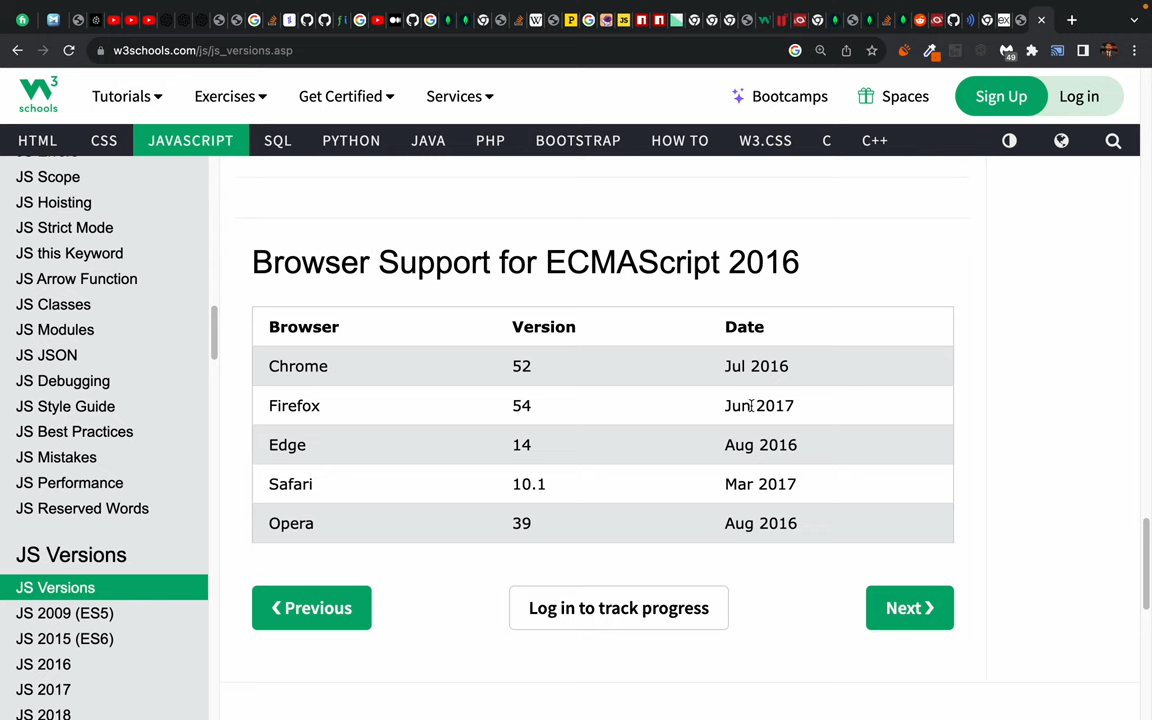 w3schools.com/js/js_versions.asp
49
W3
schools
Tutorials
Exercises
Get Certified
Services
Bootcamps
Spaces
Sign Up
Log in
HTML
CSS
JAVASCRIPT
SQL
PYTHON
JAVA
PHP
BOOTSTRAP
HOW TO
W3.CSS
C
C++
JS Scope
JS Hoisting
JS Strict Mode
JS this Keyword
JS Arrow Function
JS Classes
JS Modules
JS JSON
JS Debugging
JS Style Guide
JS Best Practices
JS Mistakes
JS Performance
JS Reserved Words
JS Versions
JS Versions
JS 2009 (ES5)
JS 2015 (ES6)
JS 2016
JS 2017
JS 2018
Browser Support for ECMAScript 2016
Browser Version Date
Chrome 52 Jul 2016
Firefox 54 Jun 2017
Edge 14 Aug 2016
Safari 10.1 Mar 2017
Opera 39 Aug 2016
❮ Previous
Log in to track progress
Next ❯